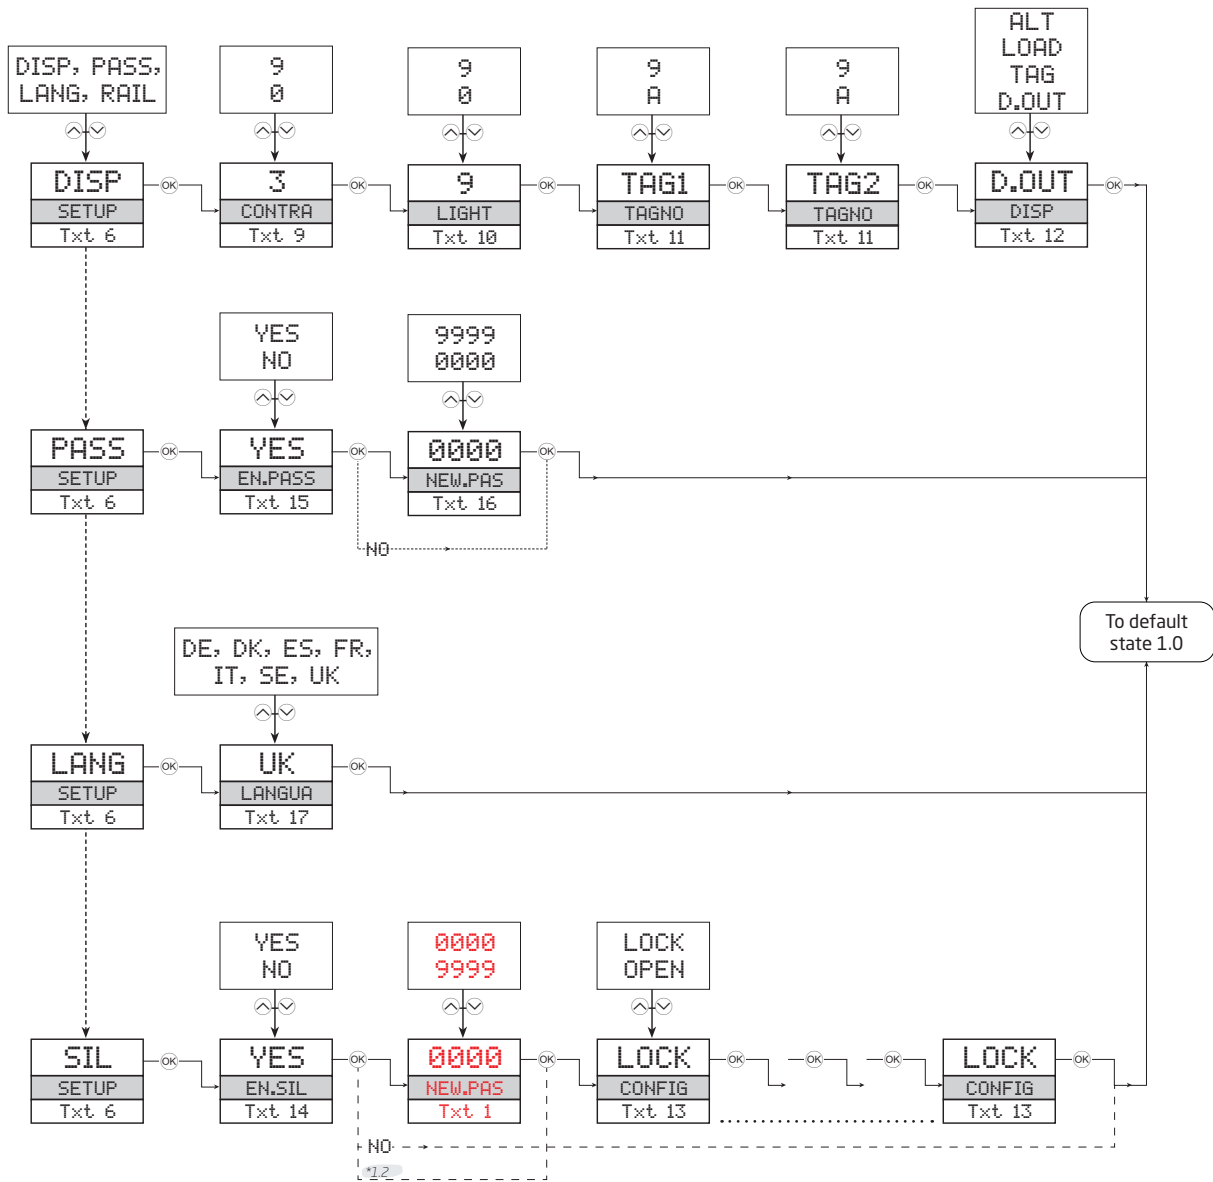 DISP, PASS,
LANG, RAIL
9
0
9
0
9
A
9
A
ALT
LOAD
TAG
D.OUT
DISP
SETUP
Txt 6
OK
3
CONTRA
Txt 9
OK
9
LIGHT
Txt 10
OK
TAG1
TAGNO
Txt 11
OK
TAG2
TAGNO
Txt 11
OK
D.OUT
DISP
Txt 12
OK
YES
NO
9999
0000
PASS
SETUP
Txt 6
OK
YES
EN.PASS
Txt 15
OK
0000
NEW.PAS
Txt 16
OK
NO
To default
state 1.0
DE, DK, ES, FR,
IT, SE, UK
LANG
SETUP
Txt 6
OK
UK
LANGUA
Txt 17
OK
YES
NO
0000
9999
LOCK
OPEN
SIL
SETUP
Txt 6
OK
YES
EN.SIL
Txt 14
OK
0000
NEW.PAS
Txt 1
OK
LOCK
CONFIG
Txt 13
OK
OK
OK
LOCK
CONFIG
Txt 13
OK
NO
*1.2